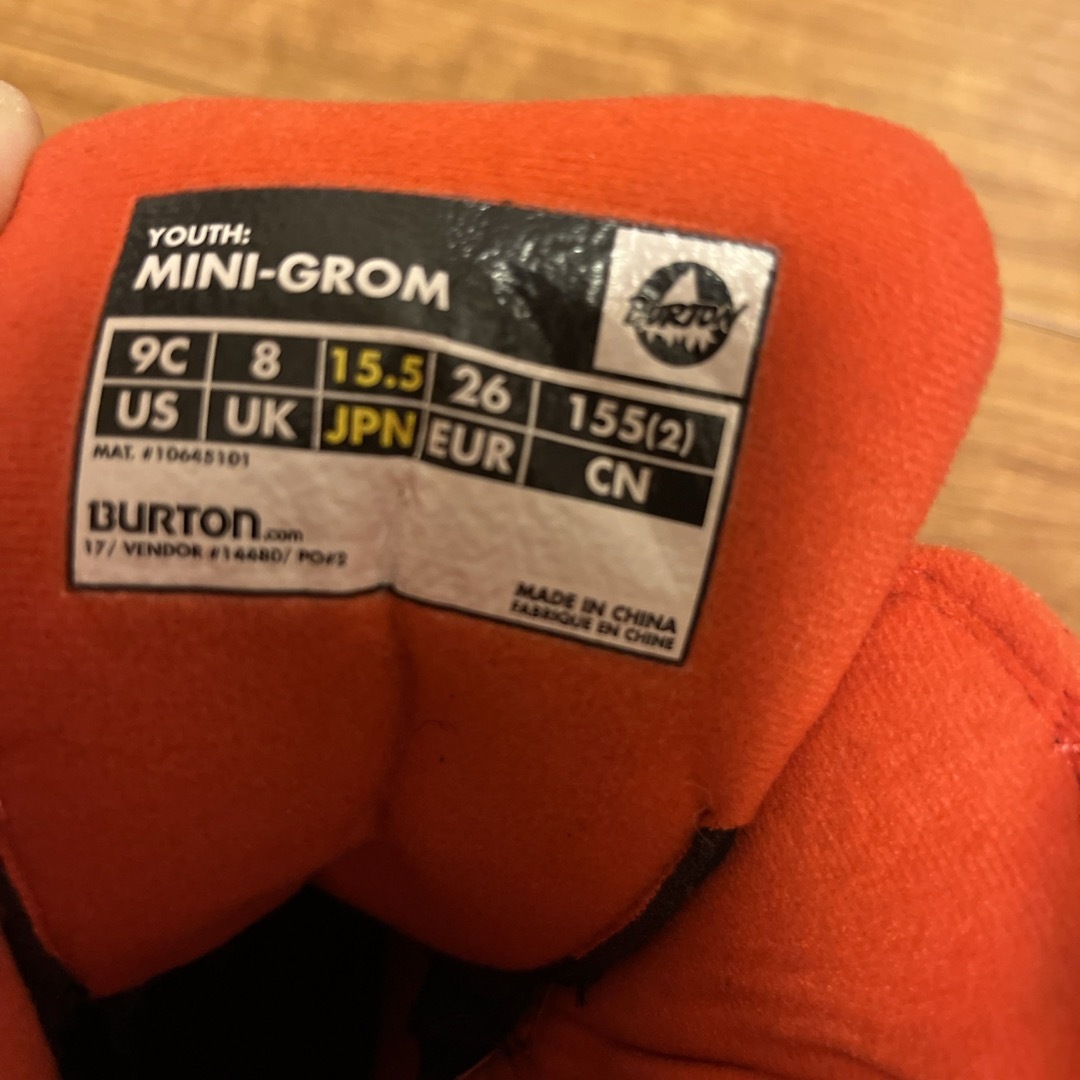 YOUTH:
MINI-GROM
BURTON
9C 8 15.5 26 155(2)
US UK JPN EUR CN
MAT. #10645101
BURTON.com
17/ VENDOR #14480/ PO#2
MADE IN CHINA
FABRIQUE EN CHINE